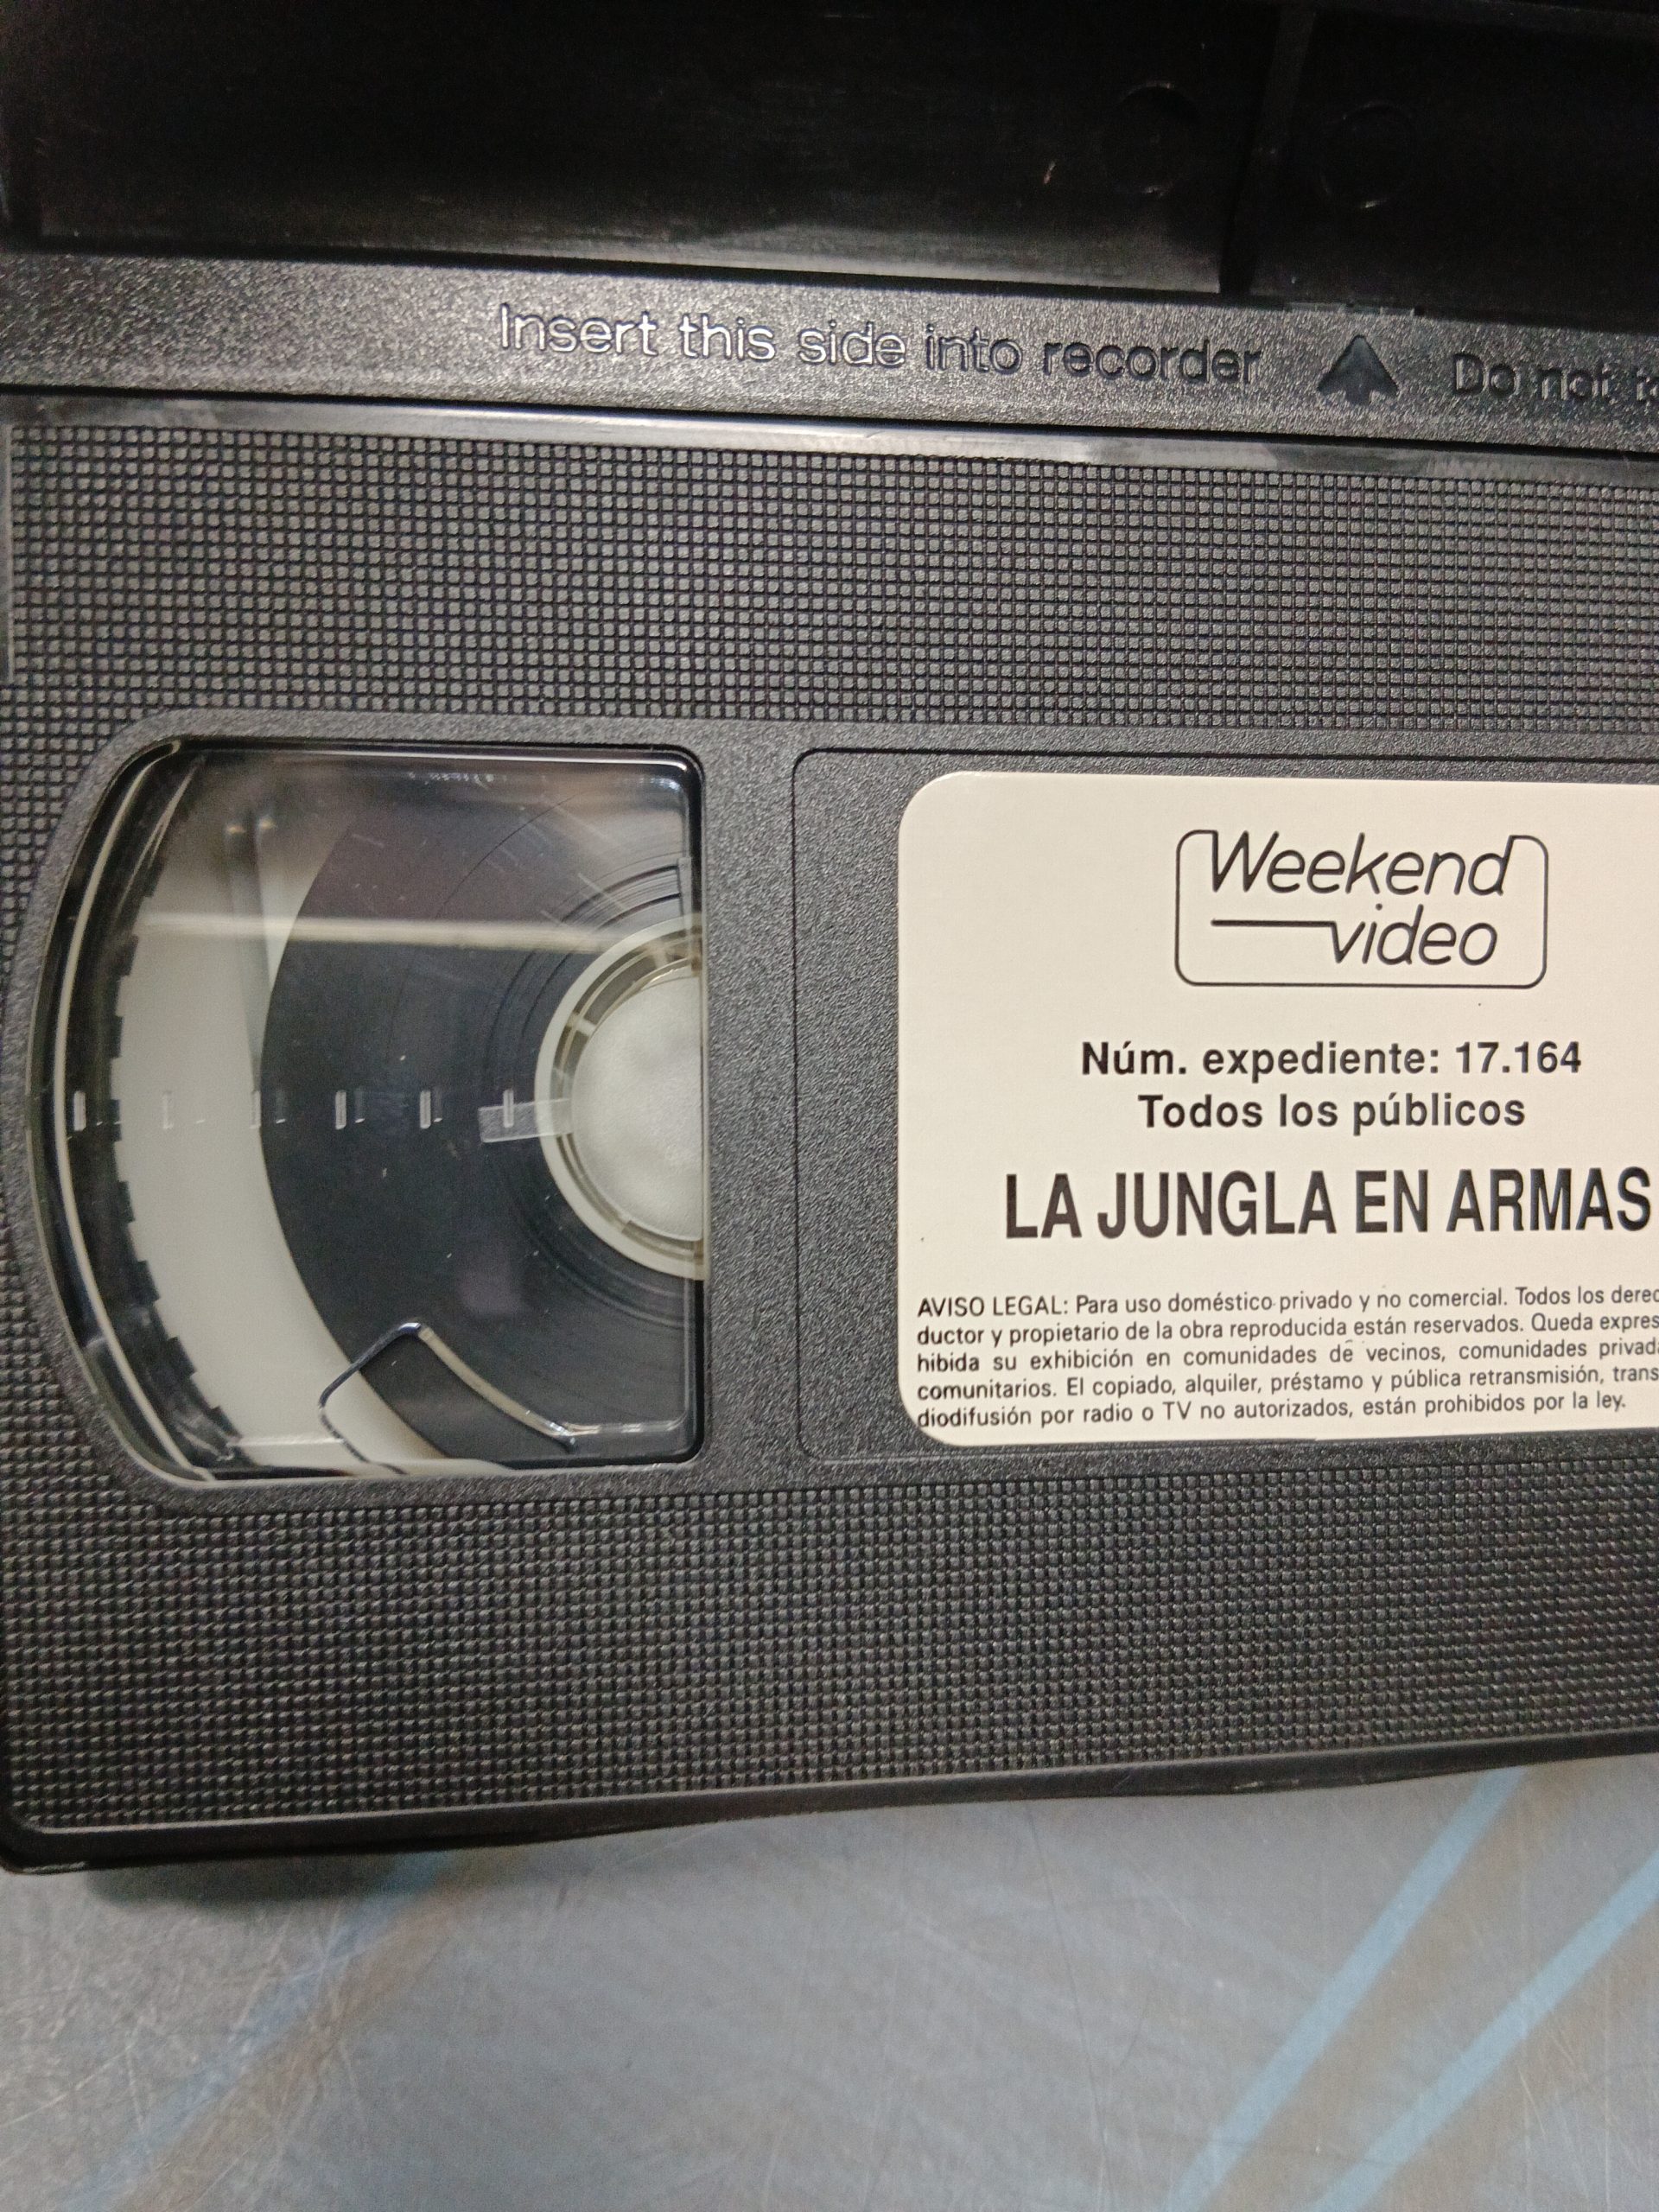 Insert this side into recorder Do not
Weekend
video
Núm. expediente: 17.164
Todos los públicos
LA JUNGLA EN ARMAS
AVISO LEGAL: Para uso doméstico privado y no comercial. Todos los derec
ductor y propietario de la obra reproducida están reservados. Queda expres
hibida su exhibición en comunidades de vecinos, comunidades privad
comunitarios. El copiado, alquiler, préstamo y pública retransmisión, trans
diodifusión por radio o TV no autorizados, están prohibidos por la ley.